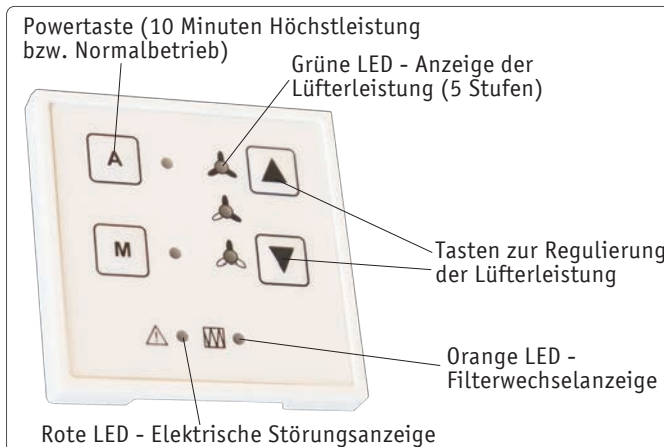 Powertaste (10 Minuten Höchstleistung
bzw. Normalbetrieb)
Grüne LED - Anzeige der
Lüfterleistung (5 Stufen)
A
M
Tasten zur Regulierung
der Lüfterleistung
Orange LED -
Filterwechselanzeige
Rote LED - Elektrische Störungsanzeige